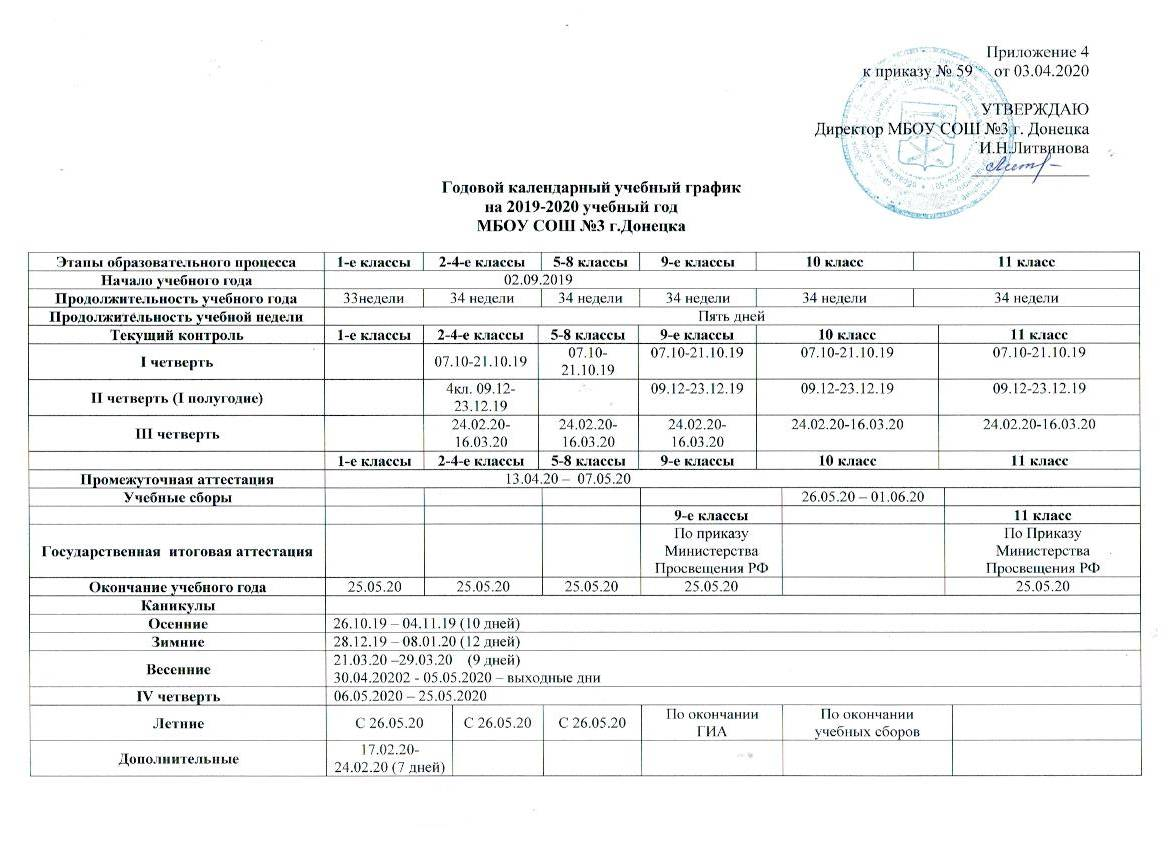 Приложение 4
к приказу № 59 от 03.04.2020
УТВЕРЖДАЮ
Директор МБОУ СОШ №3 г. Донецка
И.Н.Литвинова
Годовой календарный учебный график
на 2019-2020 учебный год
МБОУ СОШ №3 г.Донецка
Этапы образовательного процесса 1-е классы 2-4-е классы 5-8 классы 9-е классы 10 класс 11 класс
Начало учебного года 02.09.2019
Продолжительность учебного года 33недели 34 недели 34 недели 34 недели 34 недели 34 недели
Продолжительность учебной недели Пять дней
Текущий контроль 1-е классы 2-4-е классы 5-8 классы 9-е классы 10 класс 11 класс
I четверть 07.10-21.10.19 07.10-
21.10.19 07.10-21.10.19 07.10-21.10.19 07.10-21.10.19
II четверть (I полугодие) 4кл. 09.12-
23.12.19 09.12-23.12.19 09.12-23.12.19 09.12-23.12.19
III четверть 24.02.20-
16.03.20 24.02.20-
16.03.20 24.02.20-
16.03.20 24.02.20-16.03.20 24.02.20-16.03.20
1-е классы 2-4-е классы 5-8 классы 9-е классы 10 класс 11 класс
Промежуточная аттестация 13.04.20 – 07.05.20
Учебные сборы 26.05.20 – 01.06.20
9-е классы 11 класс
Государственная итоговая аттестация По приказу
Министерства
Просвещения РФ По Приказу
Министерства
Просвещения РФ
Окончание учебного года 25.05.20 25.05.20 25.05.20 25.05.20 25.05.20
Каникулы
Осенние 26.10.19 – 04.11.19 (10 дней)
Зимние 28.12.19 – 08.01.20 (12 дней)
Весенние 21.03.20 –29.03.20 (9 дней)
30.04.20202 - 05.05.2020 – выходные дни
IV четверть 06.05.2020 – 25.05.2020
Летние С 26.05.20 С 26.05.20 С 26.05.20 По окончании
ГИА По окончании
учебных сборов
Дополнительные 17.02.20-
24.02.20 (7 дней)